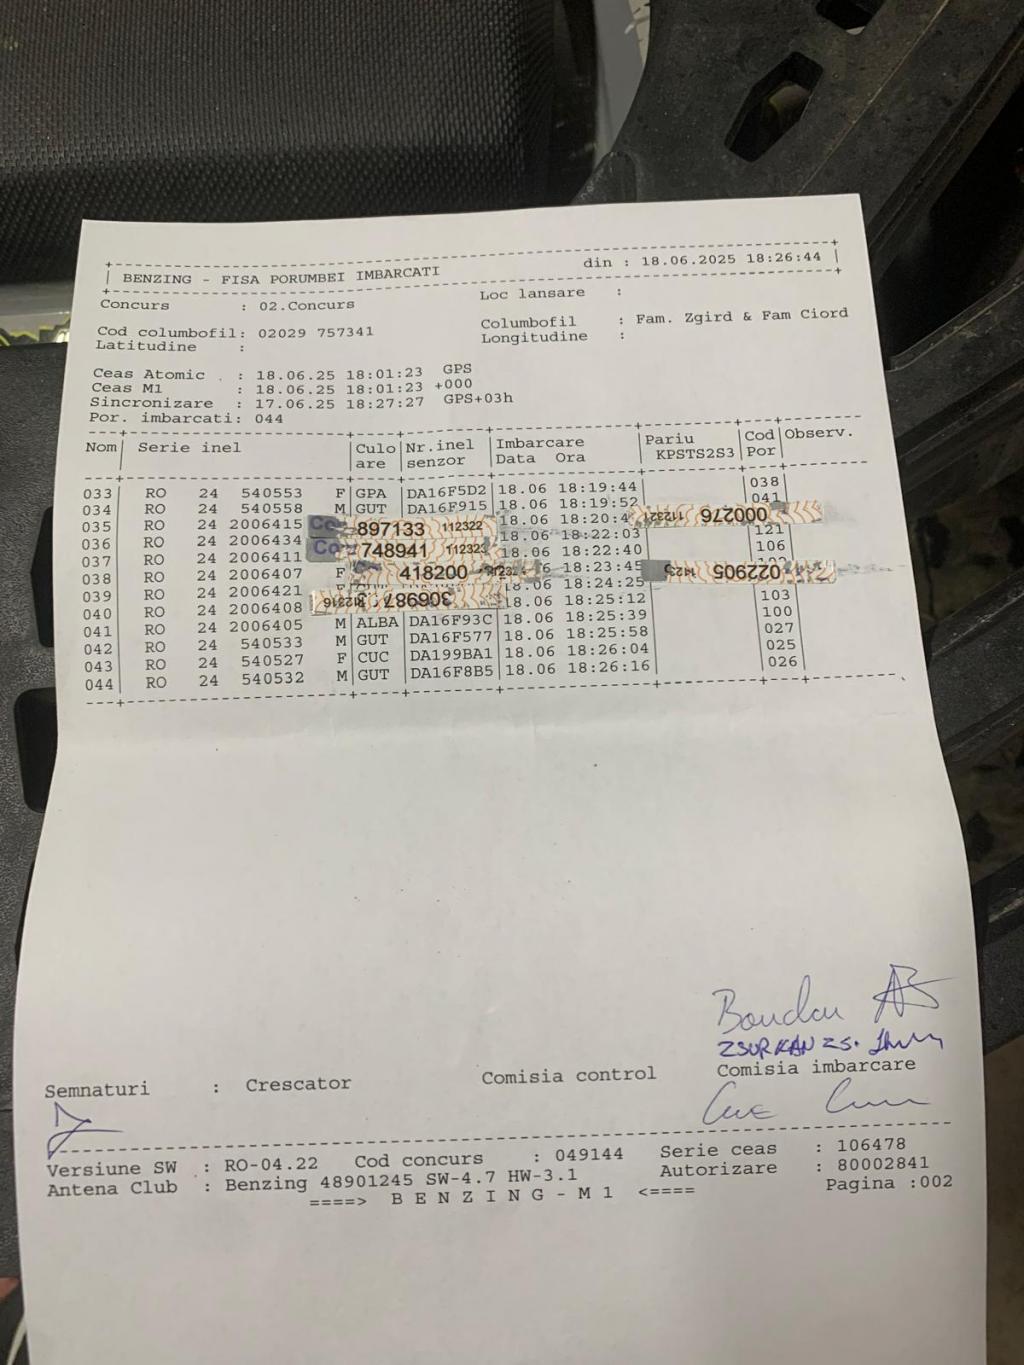 BENZING - FISA PORUMBEI IMBARCATI din : 18.06.2025 18:26:44
Concurs : 02.Concurs Loc lansare :
Cod columbofil: 02029 757341 Columbofil : Fam. Zgird & Fam Ciord
Latitudine : Longitudine :
Ceas Atomic : 18.06.25 18:01:23 GPS
Ceas M1 : 18.06.25 18:01:23 +000
Sincronizare : 17.06.25 18:27:27 GPS+03h
Por. imbarcati: 044
Nom Serie inel Culo Nr.inel Imbarcare Pariu Cod Observ.
are senzor Data Ora KPSTS2S3 Por
033 RO 24 540553 F GPA DA16F5D2 18.06 18:19:44 038
034 RO 24 540558 M GUT DA16F915 18.06 18:19:52 041
035 RO 24 2006415 897133 112322 18.06 18:20:4 112321 000276
036 RO 24 2006434 18.06 18:22:03 121
037 RO 24 2006411 748941 112323 18.06 18:22:40 106
038 RO 24 2006407 F 418200 18.06 18:23:45 022905
039 RO 24 2006421 18.06 18:24:25
040 RO 24 2006408 306987 112316 18.06 18:25:12 103
041 RO 24 2006405 M ALBA DA16F93C 18.06 18:25:39 100
042 RO 24 540533 M GUT DA16F577 18.06 18:25:58 027
043 RO 24 540527 F CUC DA199BA1 18.06 18:26:04 025
044 RO 24 540532 M GUT DA16F8B5 18.06 18:26:16 026
ZSURKAN ZS.
Semnaturi : Crescator Comisia control Comisia imbarcare
Versiune SW : RO-04.22 Cod concurs : 049144 Serie ceas : 106478
Antena Club : Benzing 48901245 SW-4.7 HW-3.1 Autorizare : 80002841
====> B E N Z I N G - M 1 <==== Pagina :002